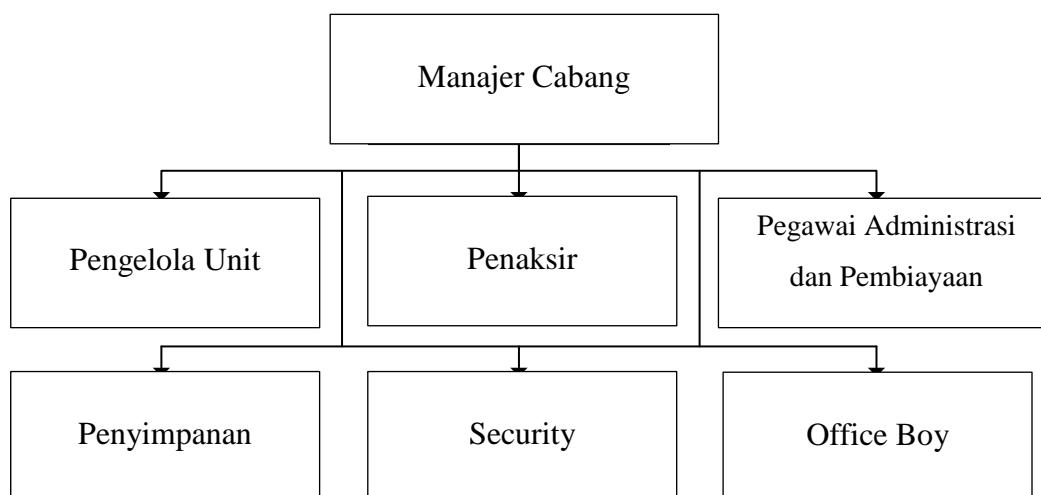 Manajer Cabang
Pengelola Unit
Penaksir
Pegawai Administrasi
dan Pembiayaan
Penyimpanan
Security
Office Boy